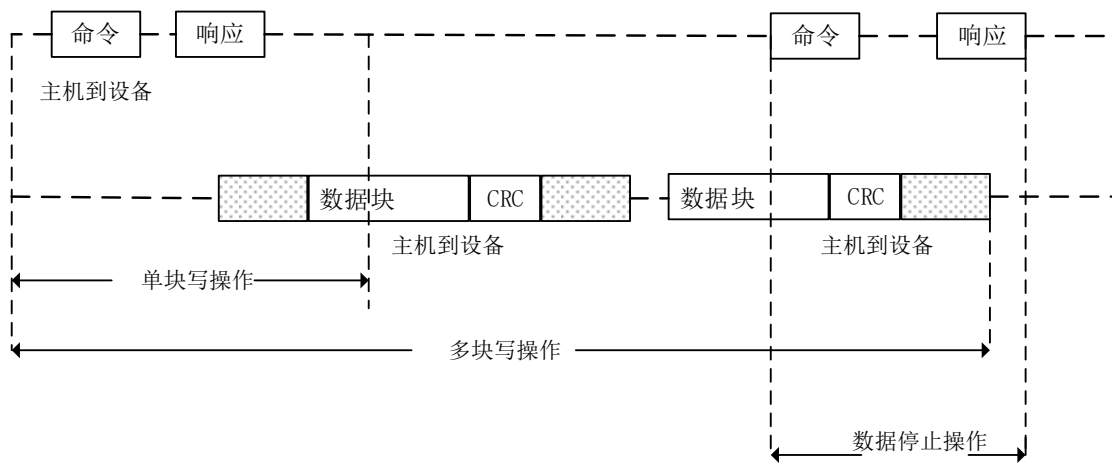 命令
响应
命令
响应
主机到设备
数据块
CRC
数据块
CRC
主机到设备
主机到设备
单块写操作
多块写操作
数据停止操作